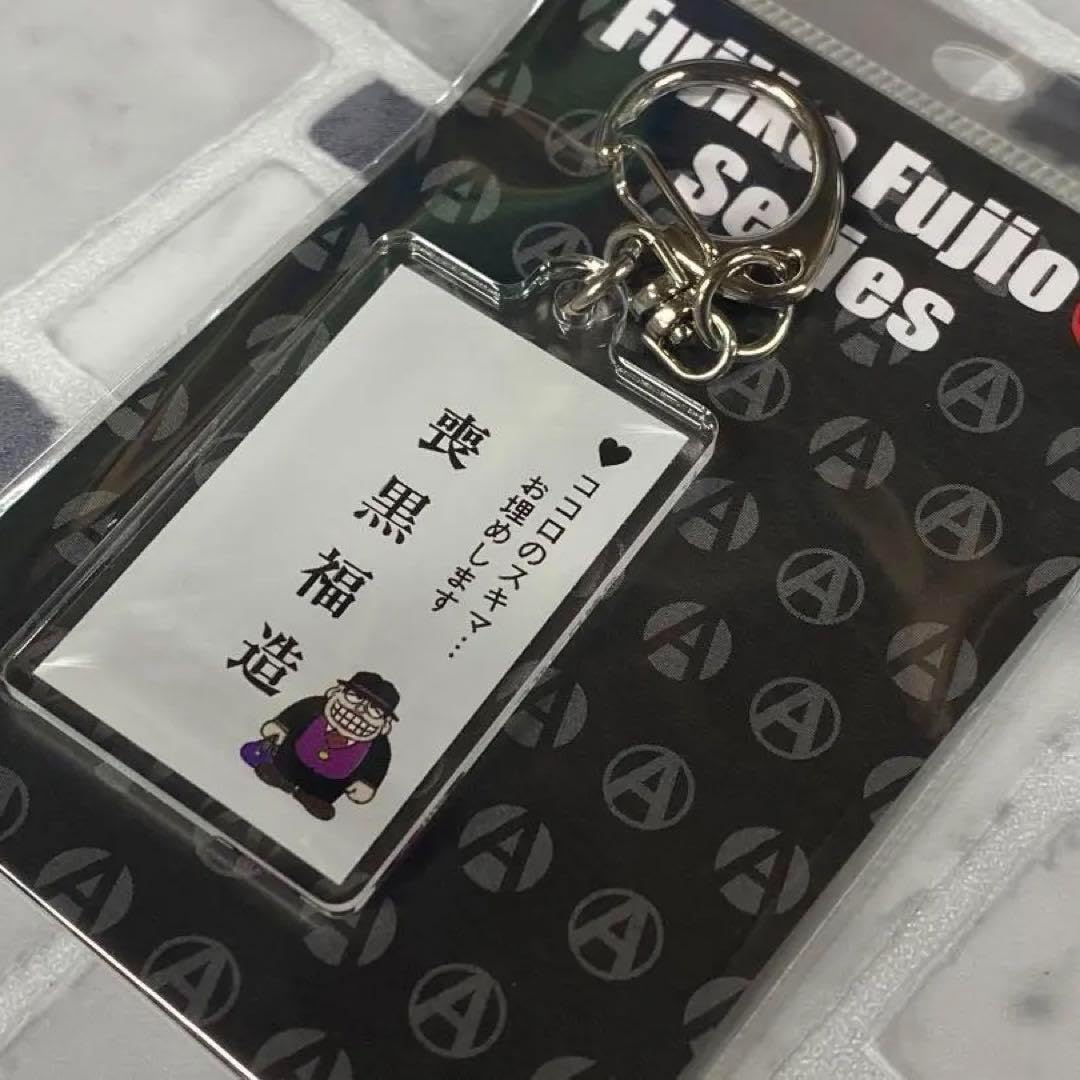 Fujiko Fujio Ⓐ
Series
♥ココロのスキマ…
お埋めします
喪黒福造